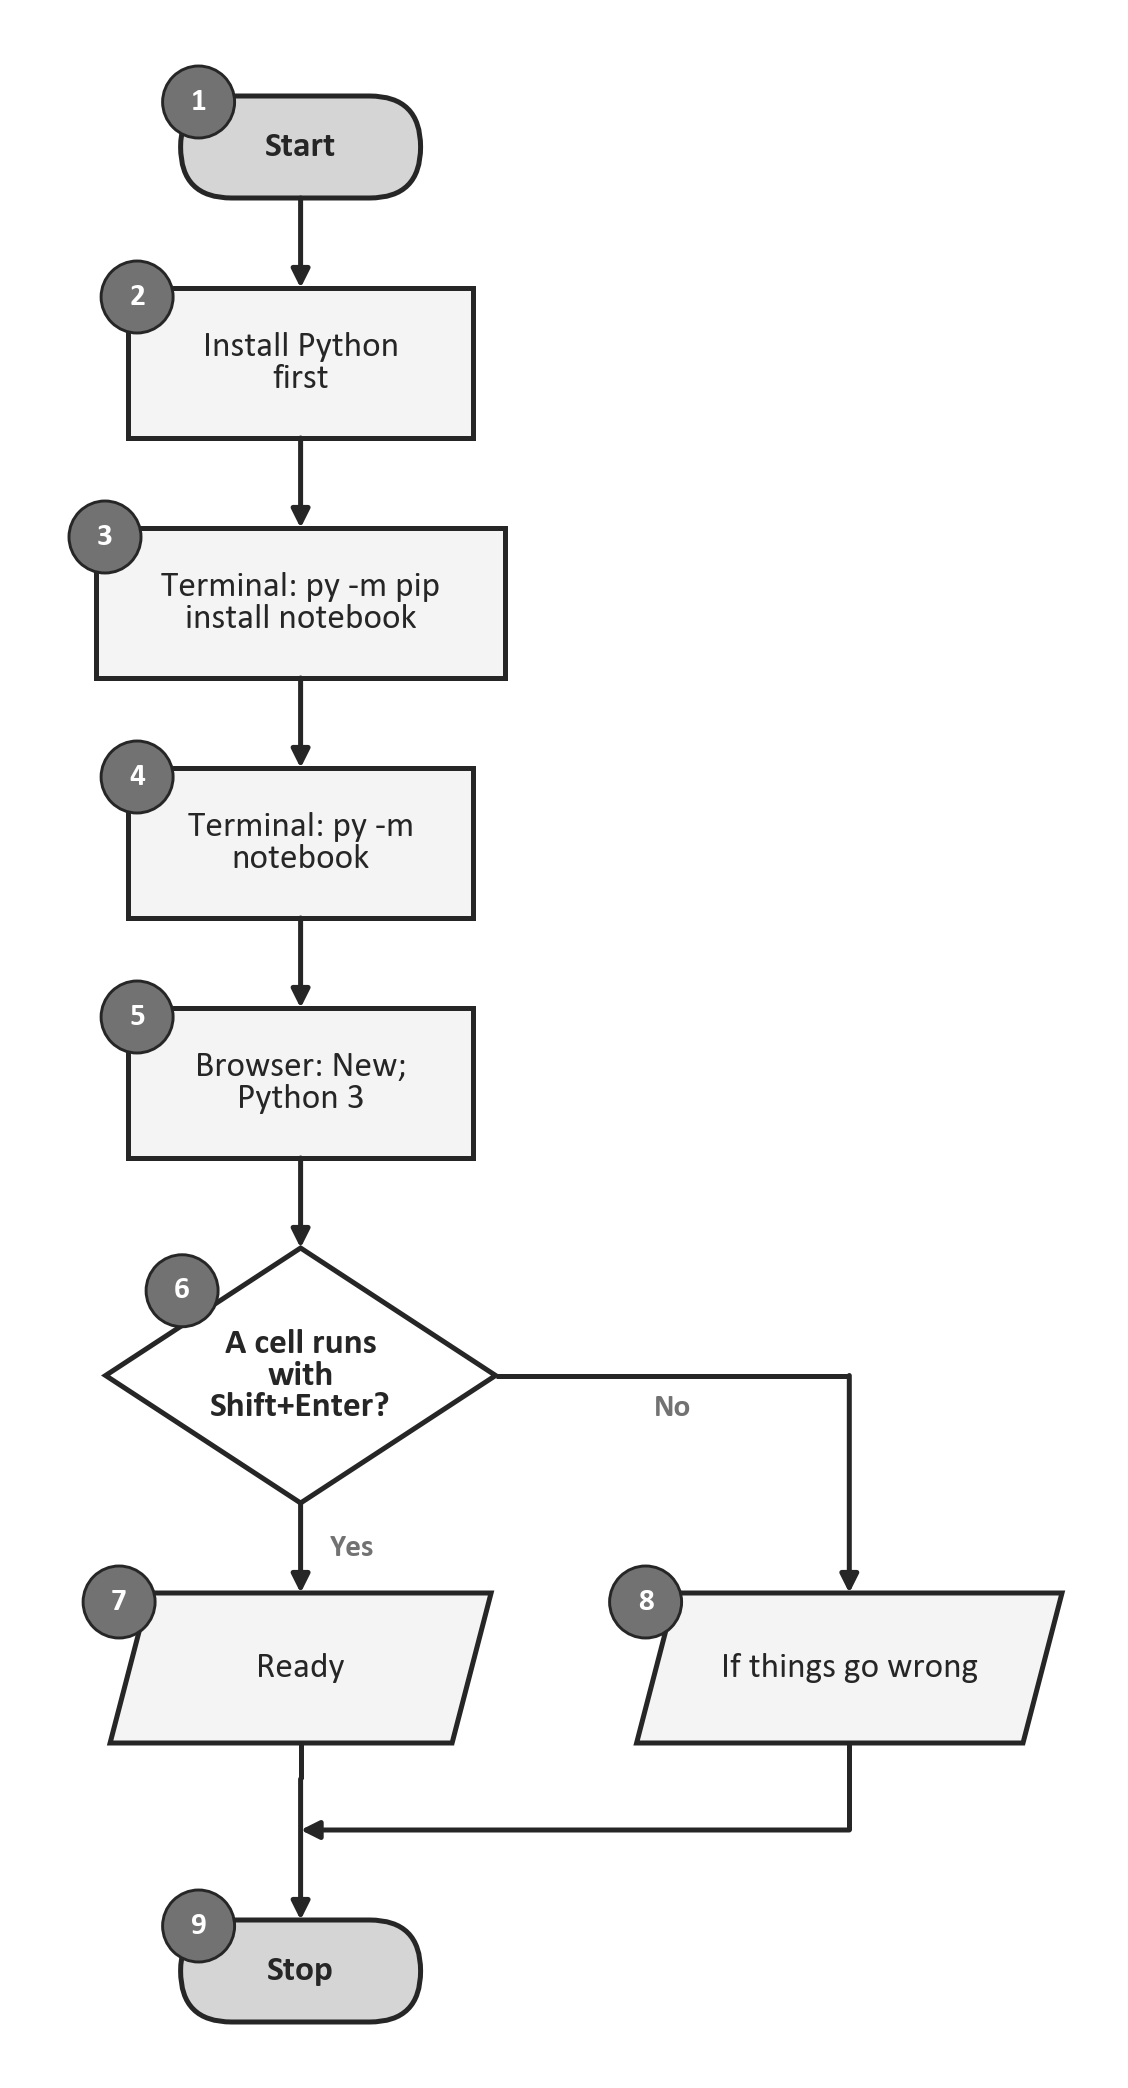 1
Start
2
Install Python
first
3
Terminal: py -m pip
install notebook
4
Terminal: py -m
notebook
5
Browser: New;
Python 3
6
A cell runs
with
Shift+Enter?
No
Yes
7
Ready
8
If things go wrong
9
Stop